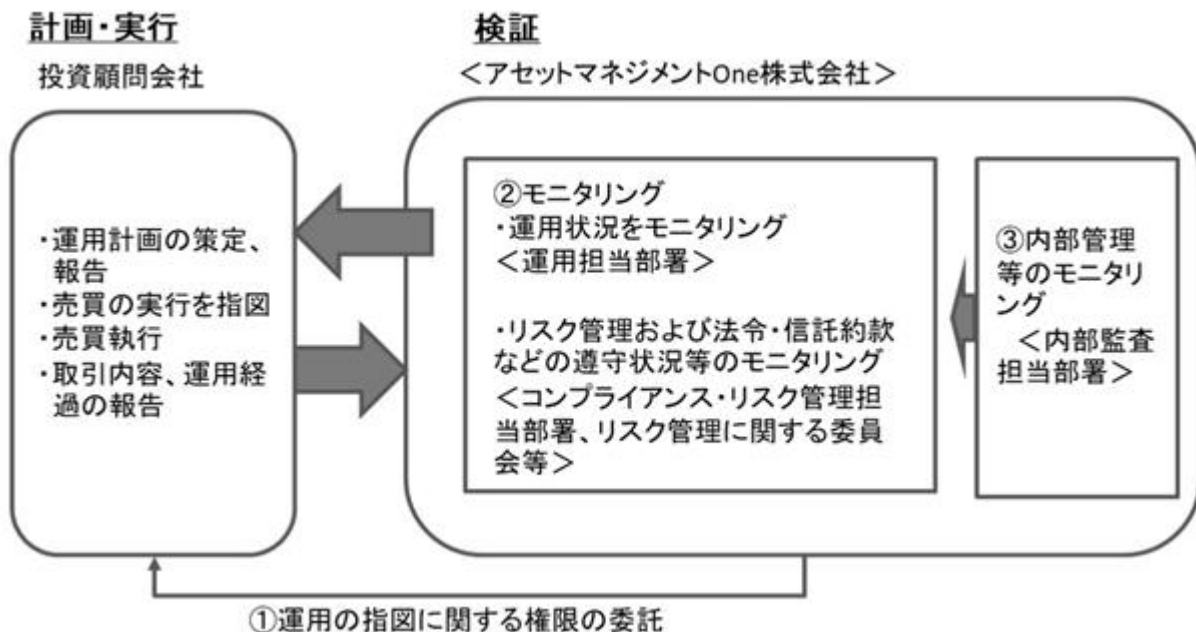 計画・実行
投資顧問会社
・運用計画の策定、
報告
・売買の実行を指図
・売買執行
・取引内容、運用経
過の報告
検証
＜アセットマネジメントOne株式会社＞
②モニタリング
・運用状況をモニタリング
＜運用担当部署＞
・リスク管理および法令・信託約款
などの遵守状況等のモニタリング
＜コンプライアンス・リスク管理担
当部署、リスク管理に関する委員
会等＞
③内部管理
等のモニタリ
ング
＜内部監査
担当部署＞
①運用の指図に関する権限の委託